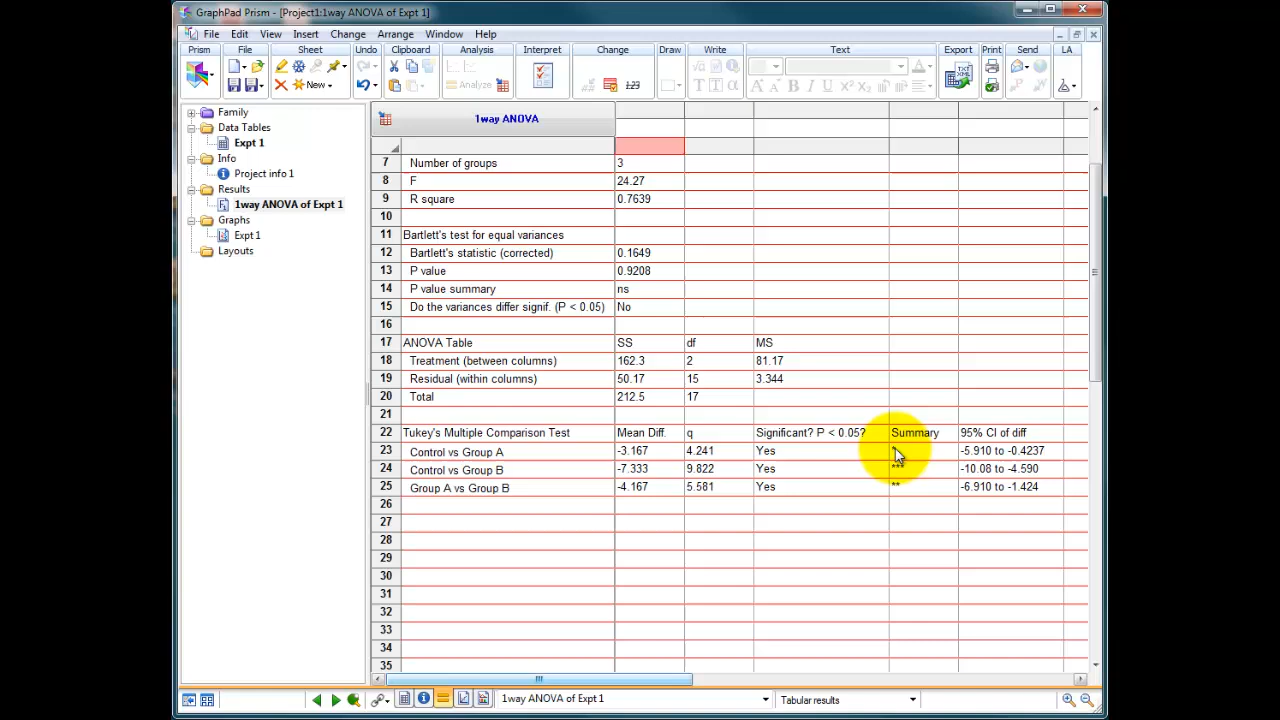 GraphPad Prism - [Project1:1way ANOVA of Expt 1]
File Edit View Insert Change Arrange Window Help
Prism File Sheet Undo Clipboard Analysis Interpret Change Draw Write Text Export Print Send LA
New
Analyze
123
Family
Data Tables
Expt 1
Info
Project info 1
Results
1way ANOVA of Expt 1
Graphs
Expt 1
Layouts
1way ANOVA
7 Number of groups 3
8 F 24.27
9 R square 0.7639
10
11 Bartlett's test for equal variances
12 Bartlett's statistic (corrected) 0.1649
13 P value 0.9208
14 P value summary ns
15 Do the variances differ signif. (P < 0.05) No
16
17 ANOVA Table SS df MS
18 Treatment (between columns) 162.3 2 81.17
19 Residual (within columns) 50.17 15 3.344
20 Total 212.5 17
21
22 Tukey's Multiple Comparison Test Mean Diff. q Significant? P < 0.05? Summary 95% CI of diff
23 Control vs Group A -3.167 4.241 Yes * -5.910 to -0.4237
24 Control vs Group B -7.333 9.822 Yes *** -10.08 to -4.590
25 Group A vs Group B -4.167 5.581 Yes ** -6.910 to -1.424
26
27
28
29
30
31
32
33
34
35
1way ANOVA of Expt 1 Tabular results